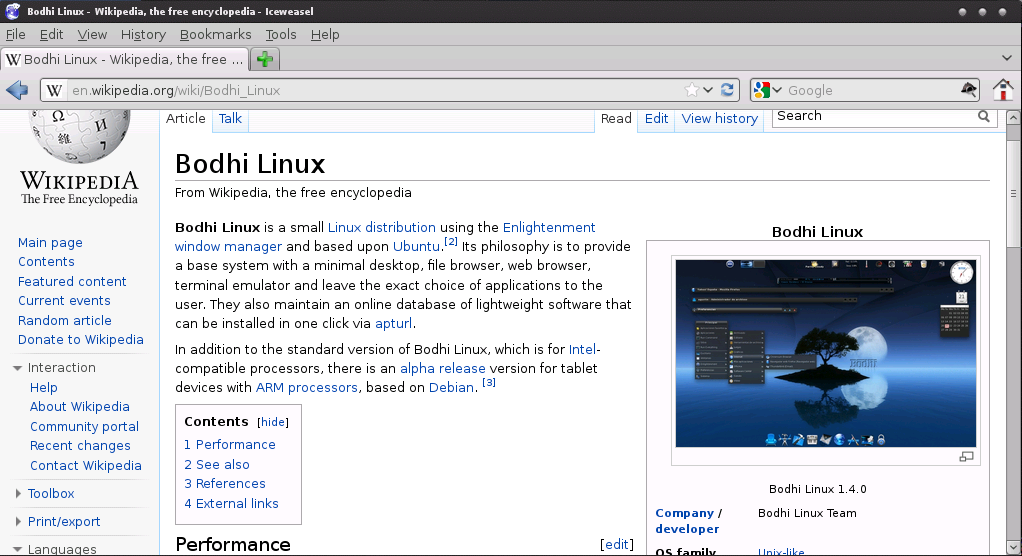 Bodhi Linux - Wikipedia, the free encyclopedia - Iceweasel
File Edit View History Bookmarks Tools Help
W Bodhi Linux - Wikipedia, the free ...
W en.wikipedia.org/wiki/Bodhi_Linux
Google
Article Talk
Read Edit View history
Search
Ω
W
И
維
7
WIKIPEDIA
The Free Encyclopedia
Main page
Contents
Featured content
Current events
Random article
Donate to Wikipedia
Interaction
Help
About Wikipedia
Community portal
Recent changes
Contact Wikipedia
Toolbox
Print/export
Languages
Bodhi Linux
From Wikipedia, the free encyclopedia
Bodhi Linux is a small Linux distribution using the Enlightenment
window manager and based upon Ubuntu.[2] Its philosophy is to provide
a base system with a minimal desktop, file browser, web browser,
terminal emulator and leave the exact choice of applications to the
user. They also maintain an online database of lightweight software that
can be installed in one click via apturl.
In addition to the standard version of Bodhi Linux, which is for Intel-
compatible processors, there is an alpha release version for tablet
devices with ARM processors, based on Debian. [3]
Contents [hide]
1 Performance
2 See also
3 References
4 External links
Performance [edit]
Bodhi Linux
BODHI
Bodhi Linux 1.4.0
Company / developer
Bodhi Linux Team
OS family
Unix-like